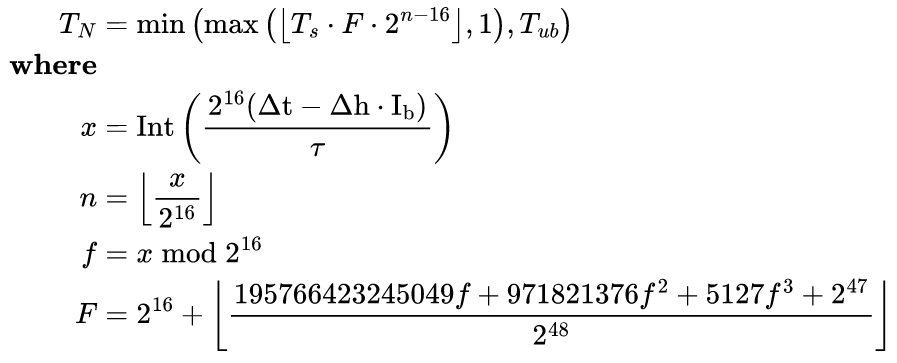 T_N = min (max (⌊T_s · F · 2^{n−16}⌋, 1), T_{ub})
where
x = Int ( 2^{16}(Δt − Δh · I_b) / τ )
n = ⌊ x / 2^{16} ⌋
f = x mod 2^{16}
F = 2^{16} + ⌊ 195766423245049f + 971821376f^2 + 5127f^3 + 2^{47} / 2^{48} ⌋